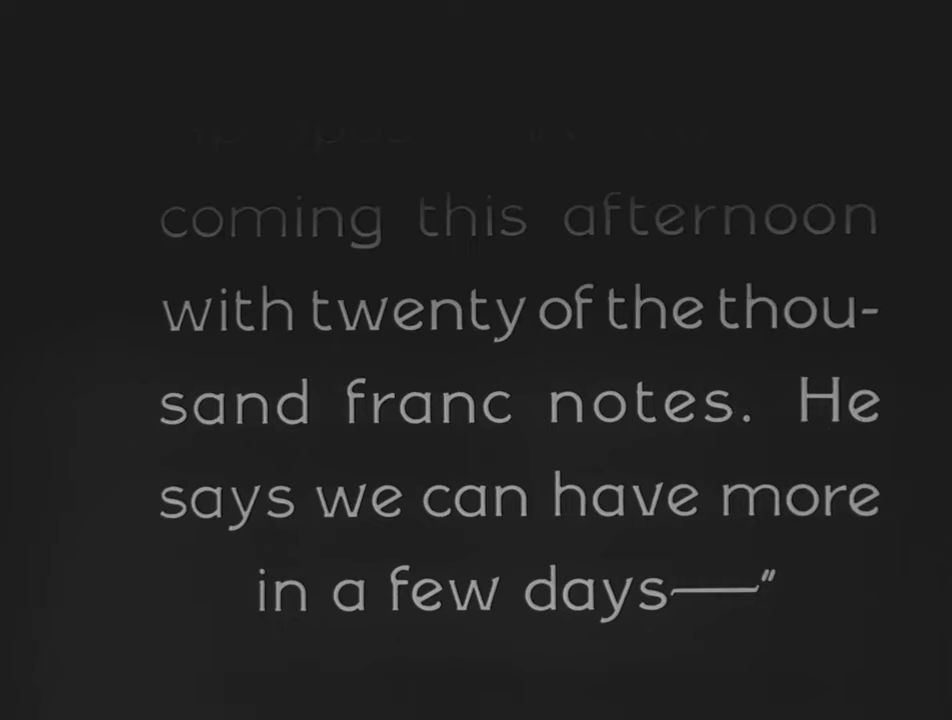 coming this afternoon
with twenty of the thou-
sand franc notes. He
says we can have more
in a few days—"